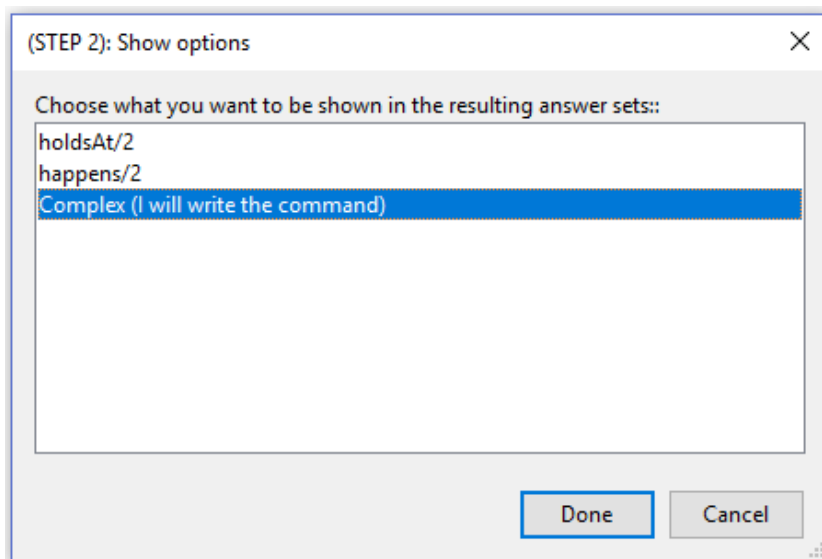 (STEP 2): Show options
Choose what you want to be shown in the resulting answer sets::
holdsAt/2
happens/2
Complex (I will write the command)
Done Cancel